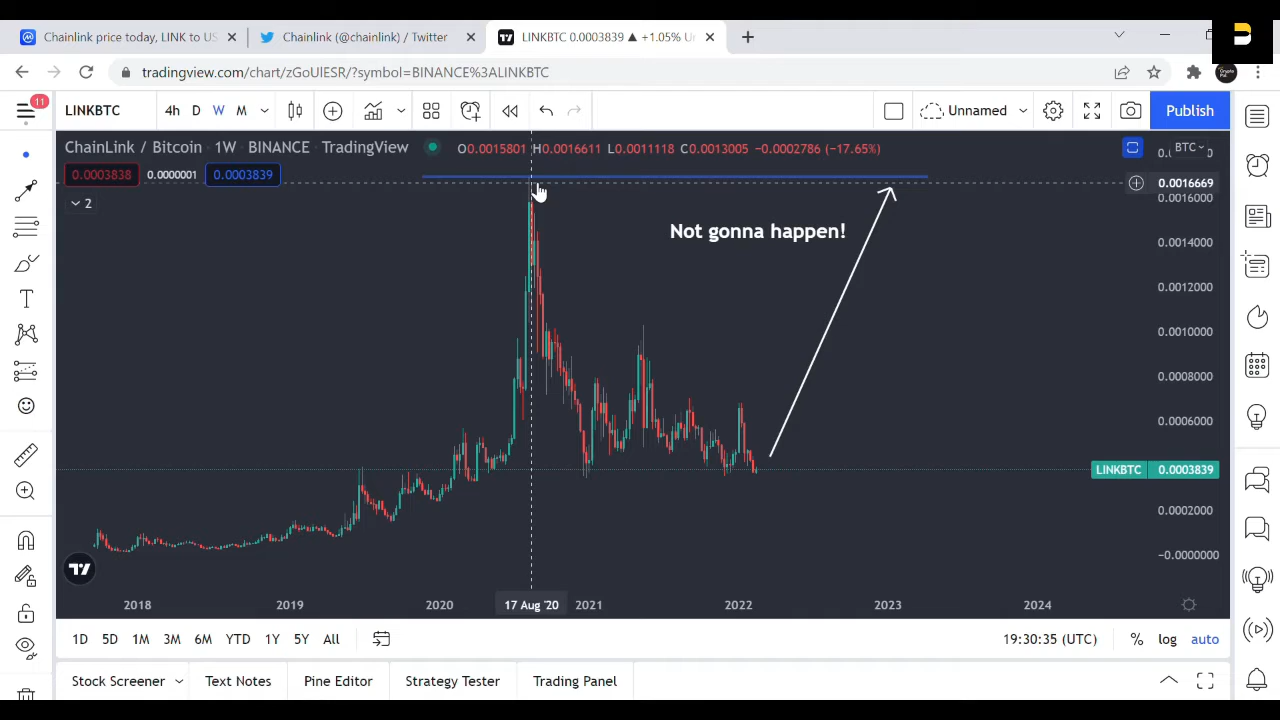 Chainlink price today, LINK to US
Chainlink (@chainlink) / Twitter
LINKBTC 0.0003839 ▲ +1.05% Un
tradingview.com/chart/zGoUIESR/?symbol=BINANCE%3ALINKBTC
11
LINKBTC 4h D W M Unnamed Publish
ChainLink / Bitcoin · 1W · BINANCE · TradingView O0.0015801 H0.0016611 L0.0011118 C0.0013005 −0.0002786 (−17.65%) BTC
0.0003838 0.0000001 0.0003839
0.0016669
2
0.0016000
Not gonna happen!
0.0014000
0.0012000
0.0010000
0.0008000
0.0006000
LINKBTC 0.0003839
0.0002000
−0.0000000
2018 2019 2020 17 Aug '20 2021 2022 2023 2024
1D 5D 1M 3M 6M YTD 1Y 5Y All 19:30:35 (UTC) % log auto
Stock Screener Text Notes Pine Editor Strategy Tester Trading Panel